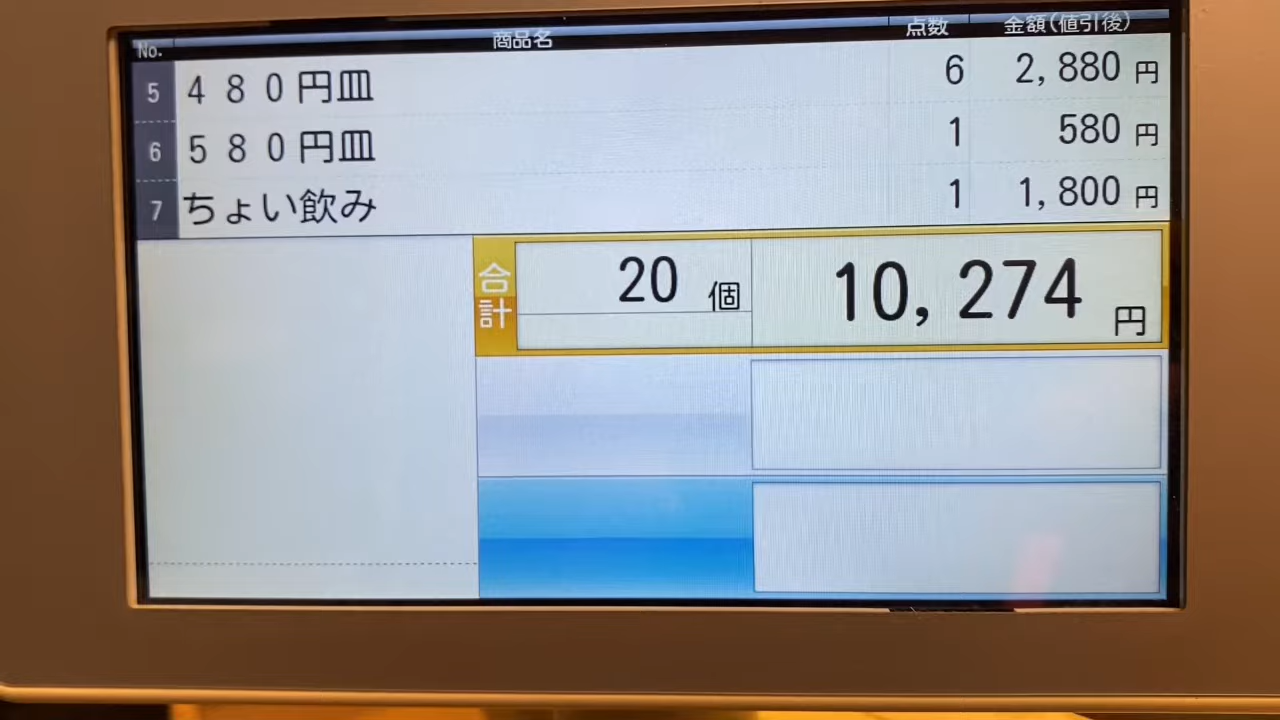 No. 商品名 点数 金額(値引後)
5 480円皿 6 2,880 円
6 580円皿 1 580 円
7 ちょい飲み 1 1,800 円
合計 20 個 10,274 円